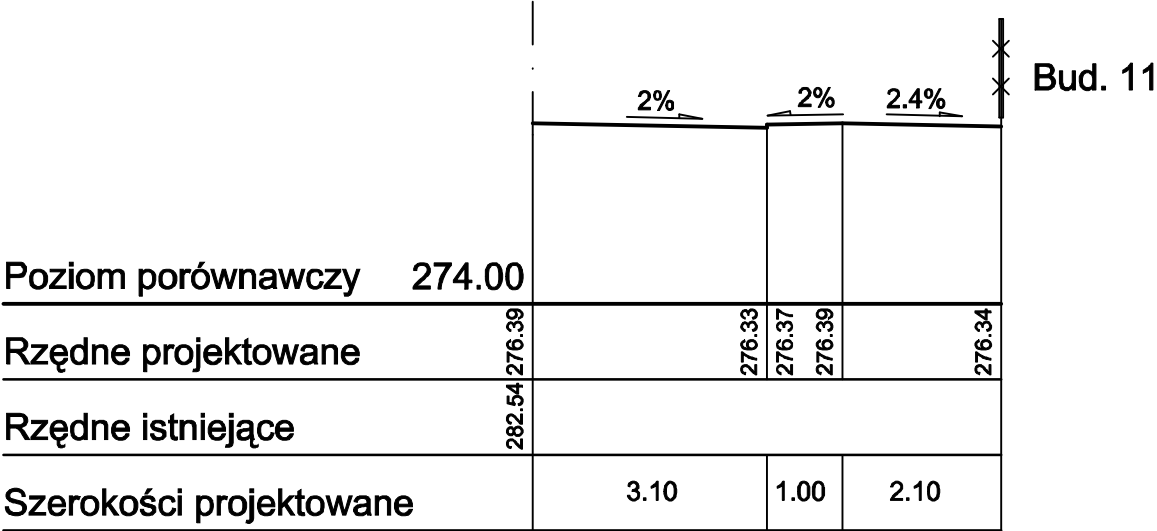 Bud. 11
2% 2% 2.4%
Poziom porównawczy 274.00
Rzędne projektowane 276.39 276.33 276.37 276.39 276.34
Rzędne istniejące 282.54
Szerokości projektowane 3.10 1.00 2.10